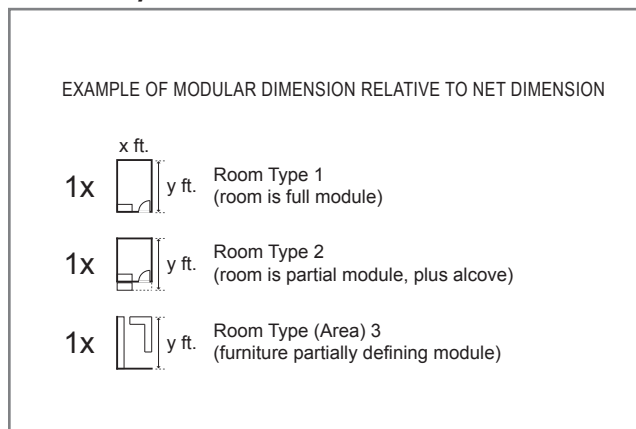 EXAMPLE OF MODULAR DIMENSION RELATIVE TO NET DIMENSION
x ft.
1x y ft. Room Type 1
(room is full module)
1x y ft. Room Type 2
(room is partial module, plus alcove)
1x y ft. Room Type (Area) 3
(furniture partially defining module)